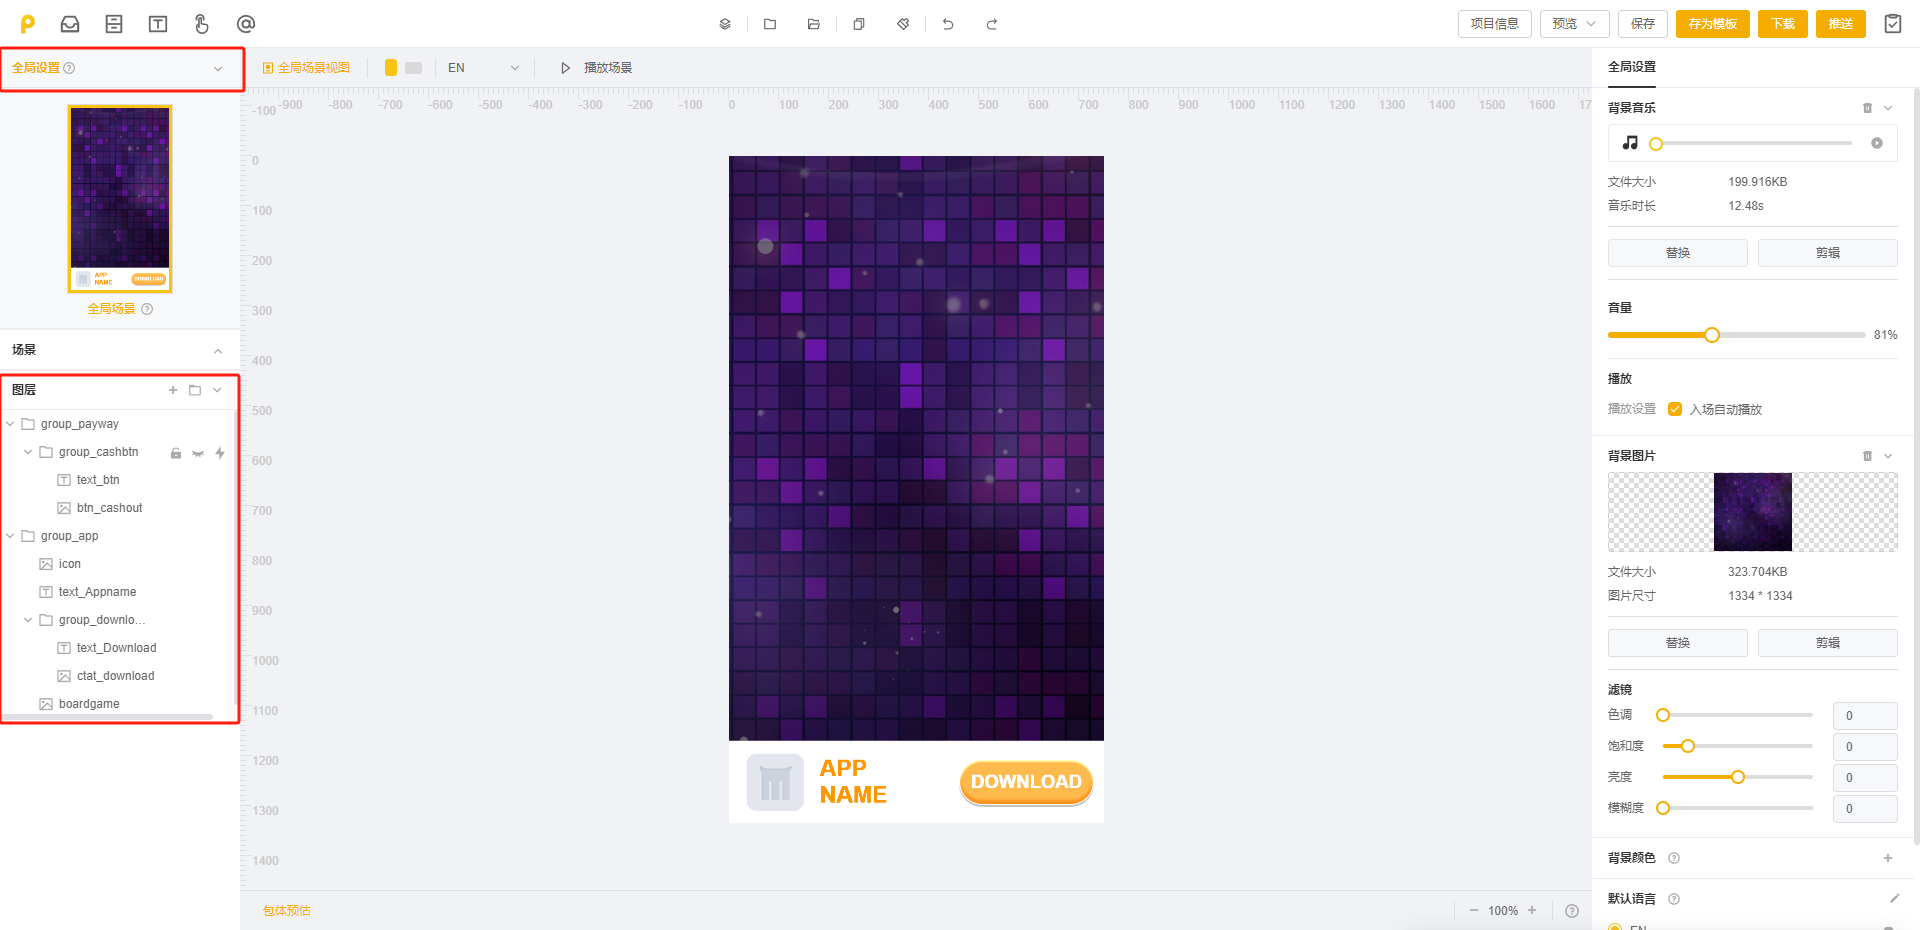 项目信息
预览
保存
存为模板
下载
推送
全局设置
全局场景视图
EN
播放场景
全局设置
-100
-900
-800
-700
-600
-500
-400
-300
-200
-100
0
100
200
300
400
500
600
700
800
900
1000
1100
1200
1300
1400
1500
1600
17
0
100
200
300
400
500
600
700
800
900
1000
1100
1200
1300
1400
APP
NAME
DOWNLOAD
全局场景
场景
图层
group_payway
group_cashbtn
text_btn
btn_cashout
group_app
icon
text_Appname
group_downlo...
text_Download
ctat_download
boardgame
APP
NAME
DOWNLOAD
包体预估
100%
背景音乐
文件大小 199.916KB
音乐时长 12.48s
替换 剪辑
音量
81%
播放
播放设置 入场自动播放
背景图片
文件大小 323.704KB
图片尺寸 1334 * 1334
替换 剪辑
滤镜
色调 0
饱和度 0
亮度 0
模糊度 0
背景颜色
默认语言
EN